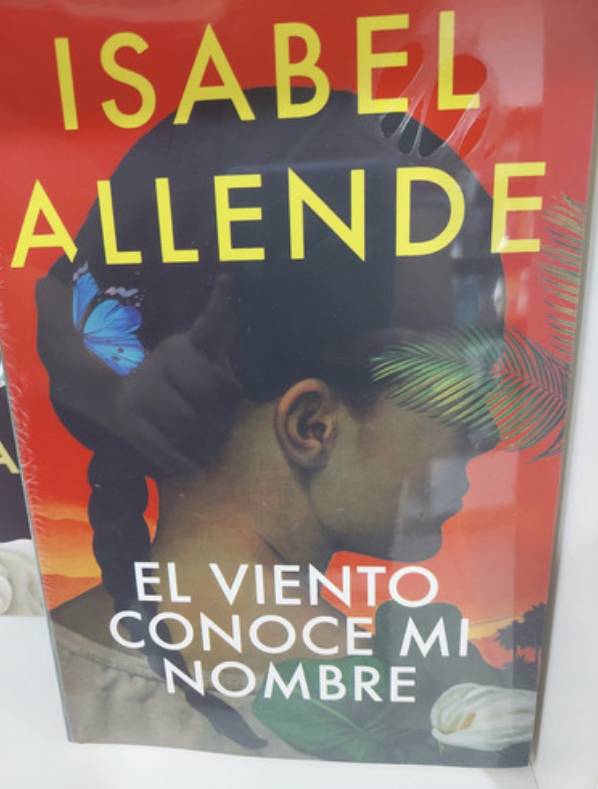 ISABEL
ALLENDE
EL VIENTO
CONOCE MI
NOMBRE
A